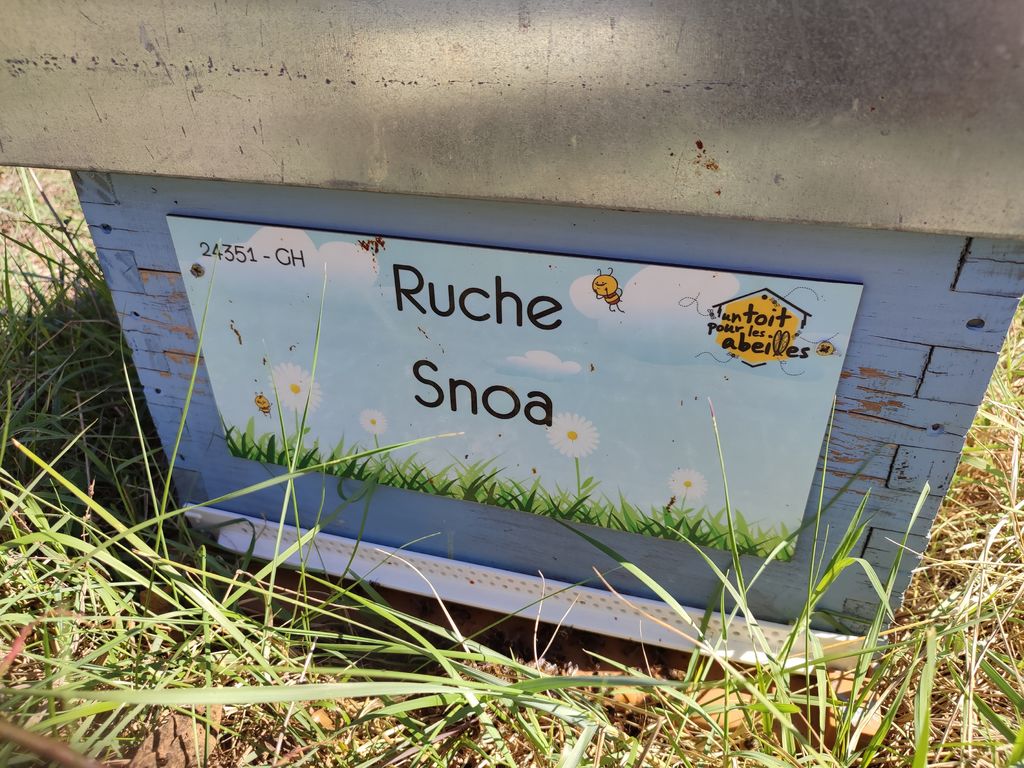 24351 - GH
Ruche
Snoa
un toit
pour les
abeilles